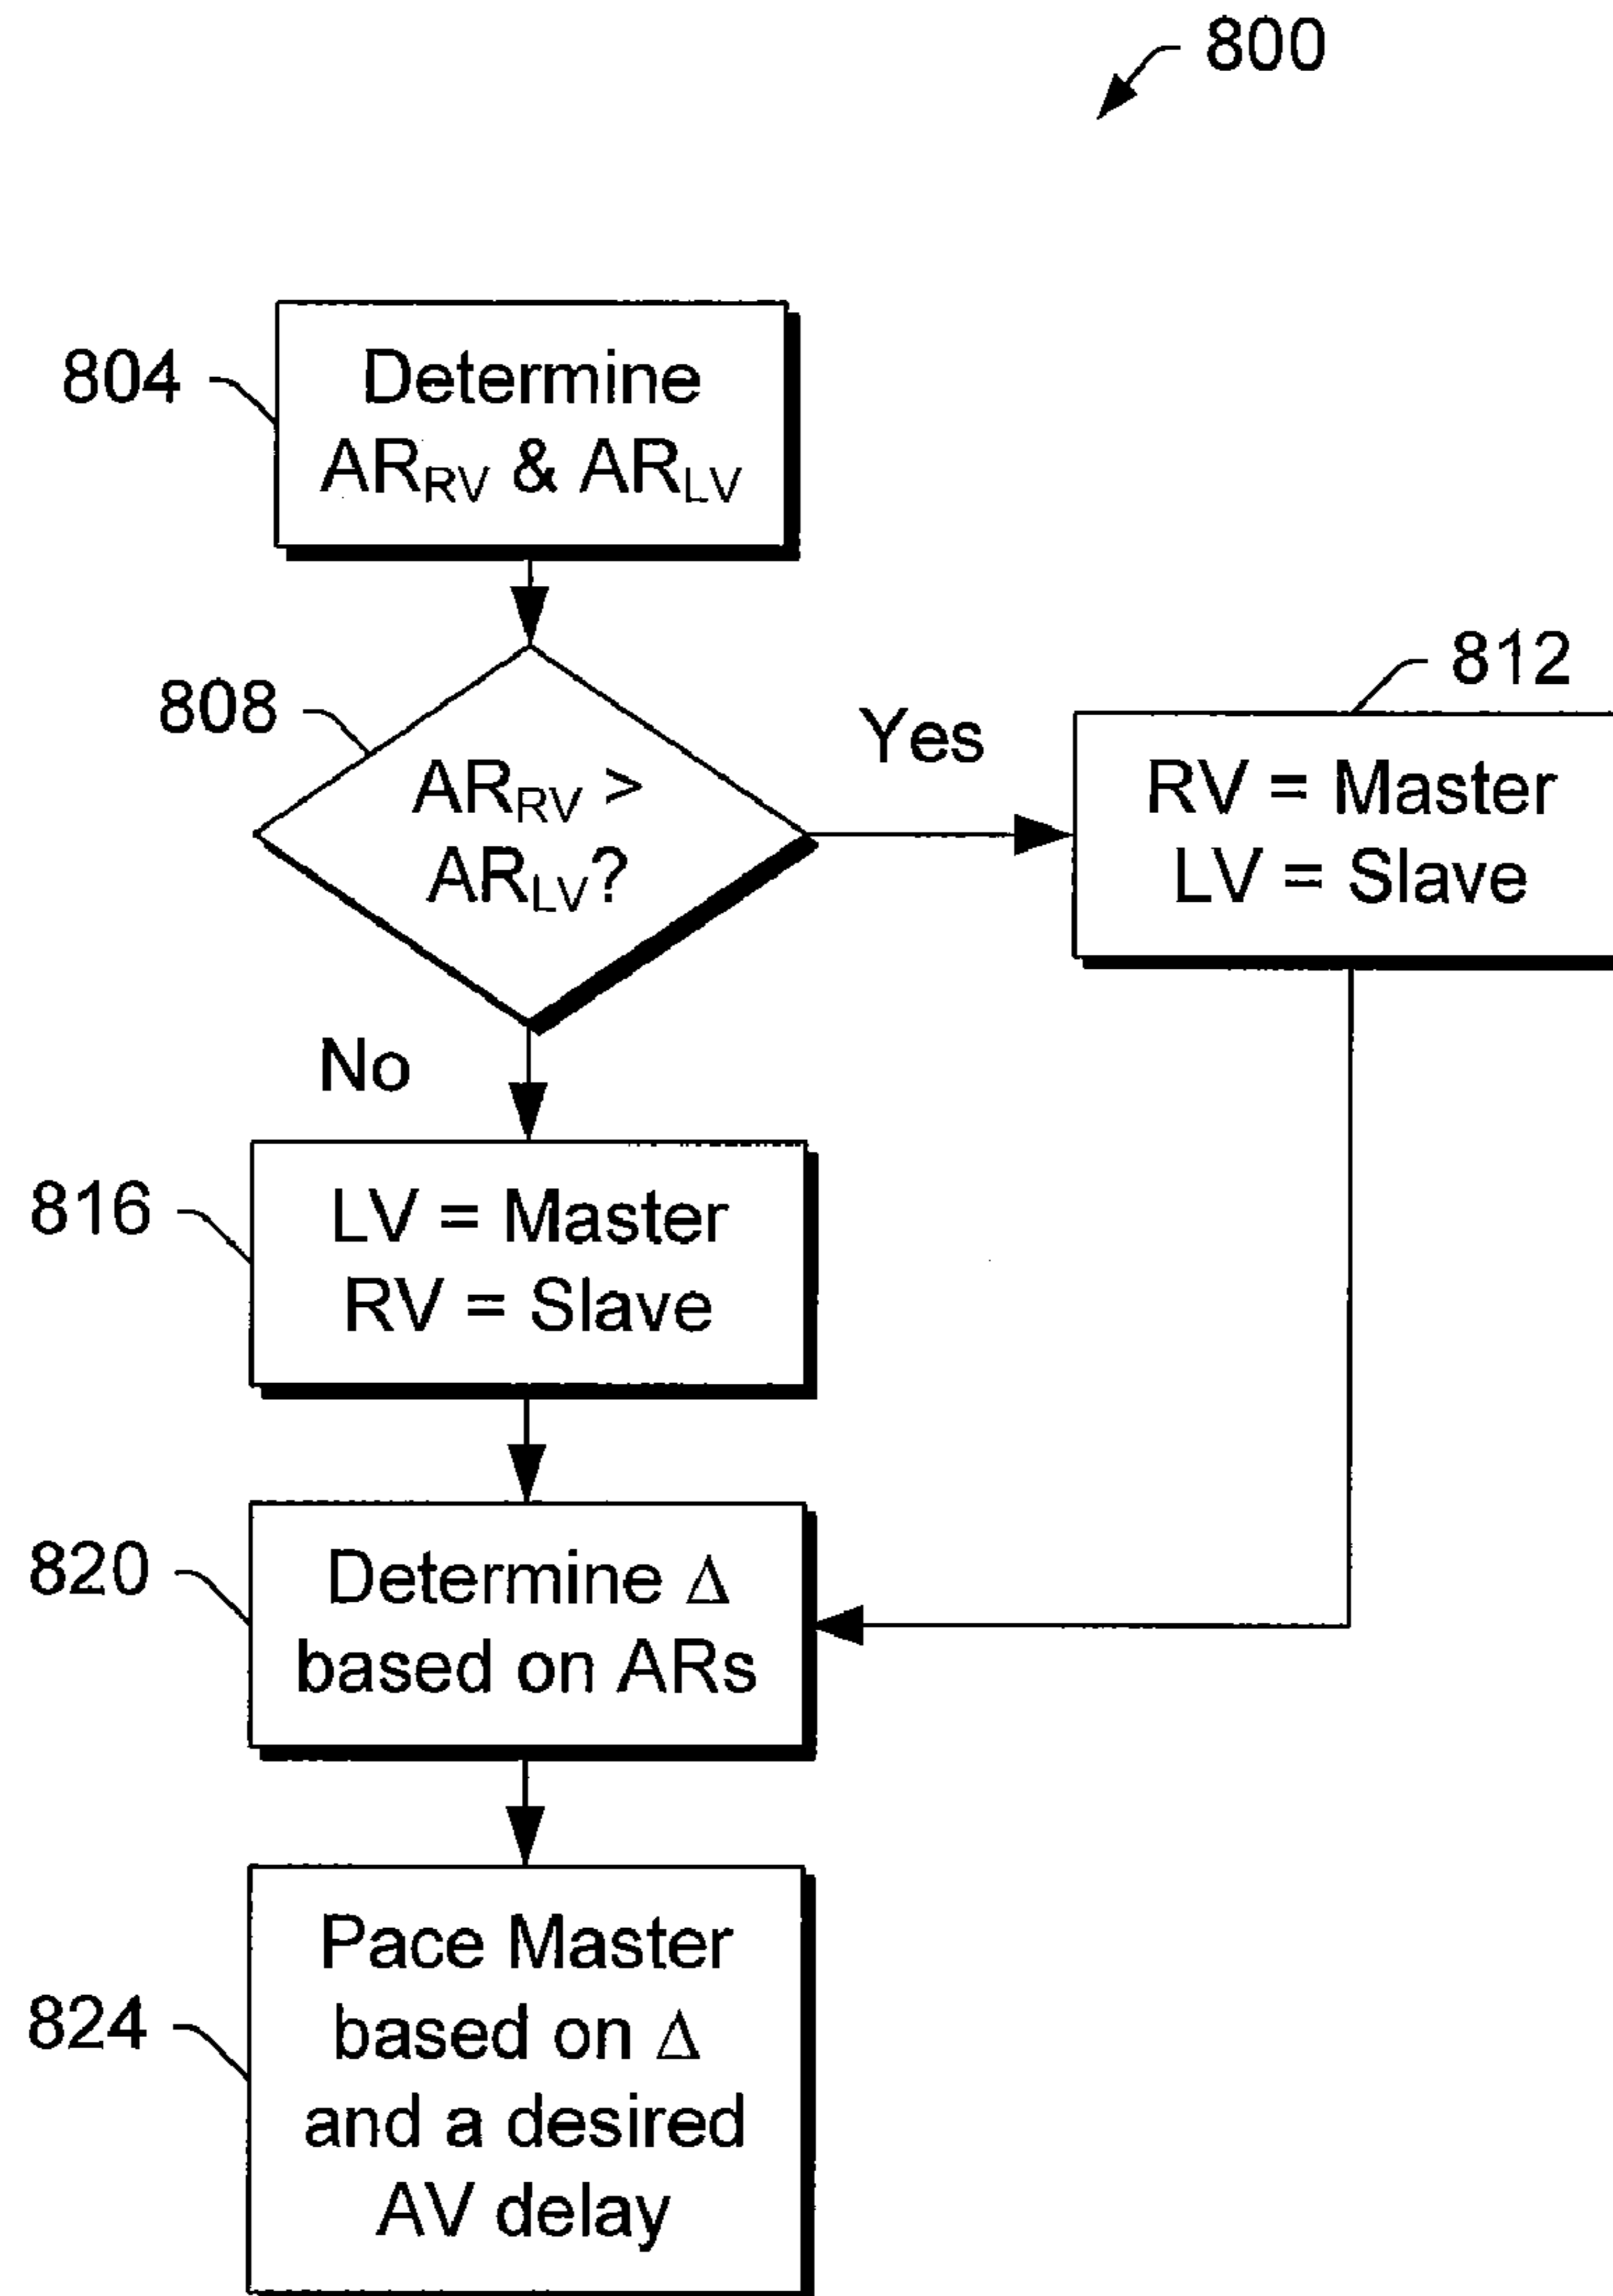 800
804
Determine
AR_RV & AR_LV
808
AR_RV >
AR_LV?
Yes
812
RV = Master
LV = Slave
No
816
LV = Master
RV = Slave
820
Determine Δ
based on ARs
824
Pace Master
based on Δ
and a desired
AV delay